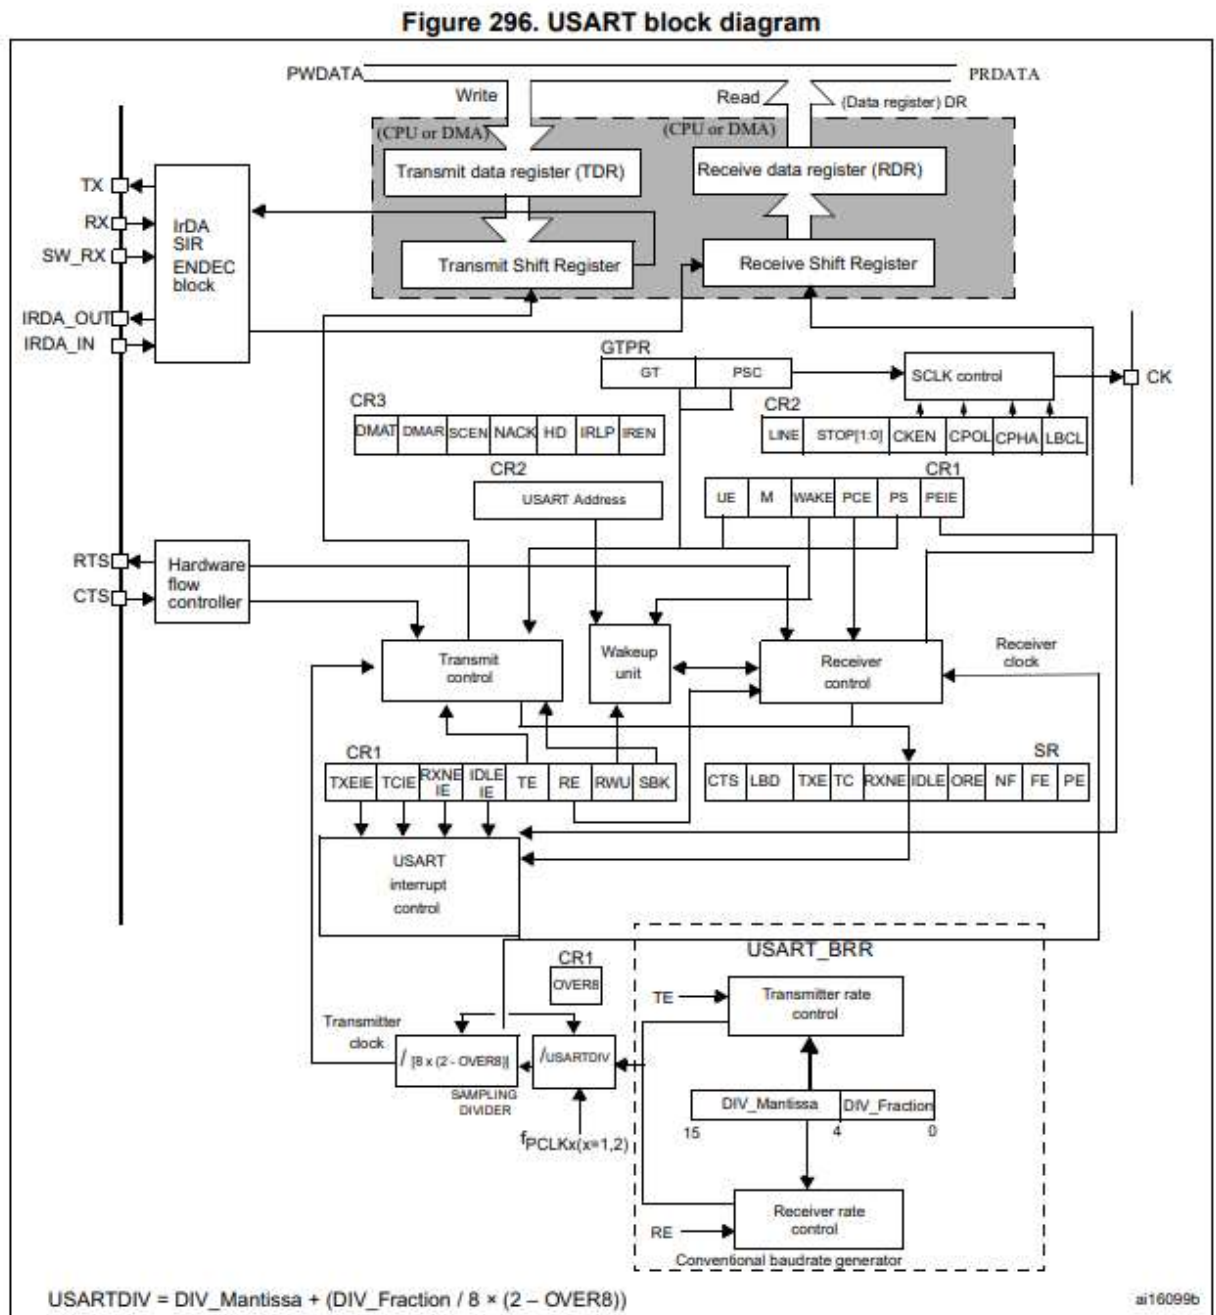 Figure 296. USART block diagram
PWDATA
PRDATA
Write
Read
(Data register) DR
(CPU or DMA)
(CPU or DMA)
Transmit data register (TDR)
Receive data register (RDR)
TX
RX
SW_RX
IRDA_OUT
IRDA_IN
IrDA
SIR
ENDEC
block
Transmit Shift Register
Receive Shift Register
GTPR
GT
PSC
SCLK control
CK
CR3
DMAT DMAR SCEN NACK HD IRLP IREN
CR2
LINE STOP[1:0] CKEN CPOL CPHA LBCL
CR2
USART Address
CR1
UE M WAKE PCE PS PEIE
RTS
CTS
Hardware
flow
controller
Transmit
control
Wakeup
unit
Receiver
control
Receiver
clock
CR1
TXEIE TCIE RXNE IE IDLE IE TE RE RWU SBK
SR
CTS LBD TXE TC RXNE IDLE ORE NF FE PE
USART
interrupt
control
CR1
OVER8
USART_BRR
TE
Transmitter rate
control
Transmitter
clock
/ [8 x (2 - OVER8)]
/USARTDIV
SAMPLING
DIVIDER
fPCLKx(x=1,2)
DIV_Mantissa DIV_Fraction
15 4 0
RE
Receiver rate
control
Conventional baudrate generator
USARTDIV = DIV_Mantissa + (DIV_Fraction / 8 × (2 – OVER8))
ai16099b